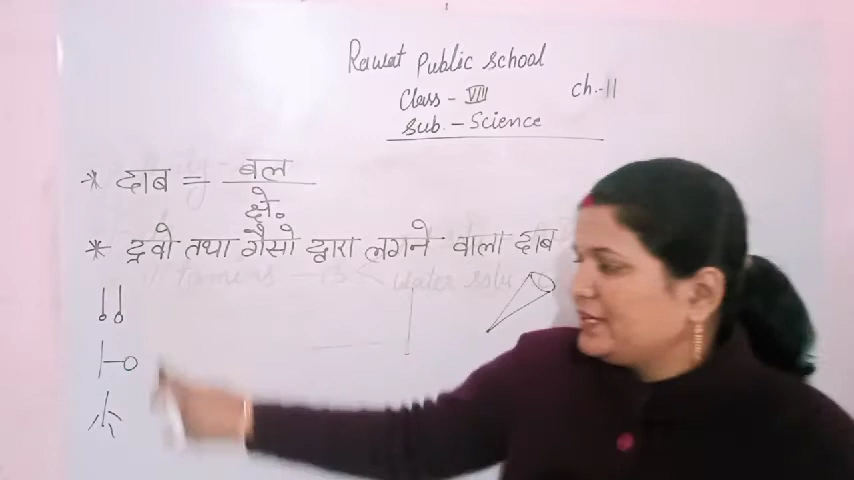 Rawat Public School
Class - VIII ch.-11
Sub. - Science
* दाब = बल
क्षे०
* द्रवो तथा गैसो द्वारा लगने वाला दाब